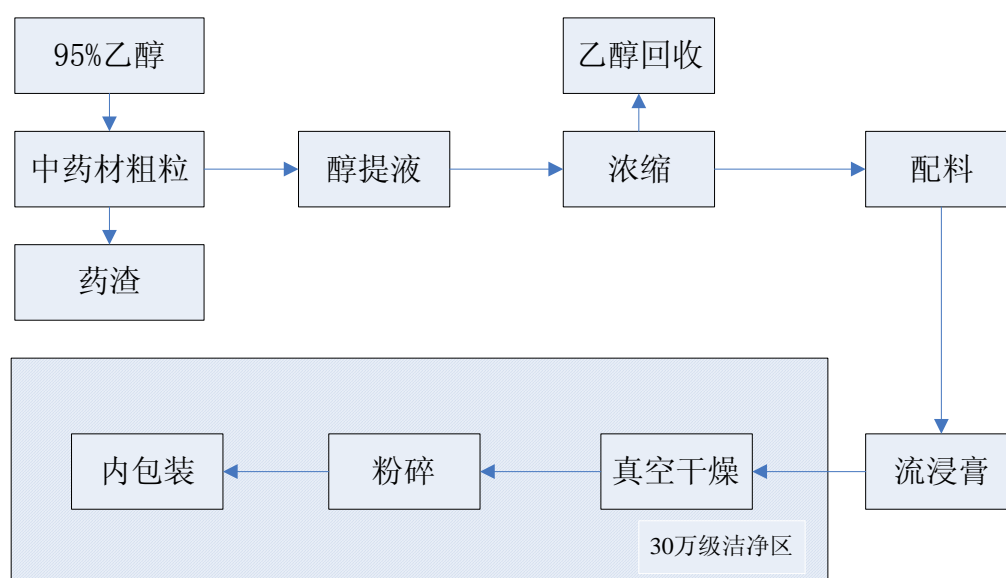 95%乙醇
乙醇回收
中药材粗粒
醇提液
浓缩
配料
药渣
内包装
粉碎
真空干燥
流浸膏
30万级洁净区